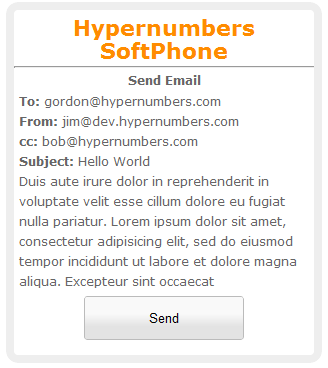 Hypernumbers
SoftPhone
Send Email
To: gordon@hypernumbers.com
From: jim@dev.hypernumbers.com
cc: bob@hypernumbers.com
Subject: Hello World
Duis aute irure dolor in reprehenderit in
voluptate velit esse cillum dolore eu fugiat
nulla pariatur. Lorem ipsum dolor sit amet,
consectetur adipisicing elit, sed do eiusmod
tempor incididunt ut labore et dolore magna
aliqua. Excepteur sint occaecat
Send